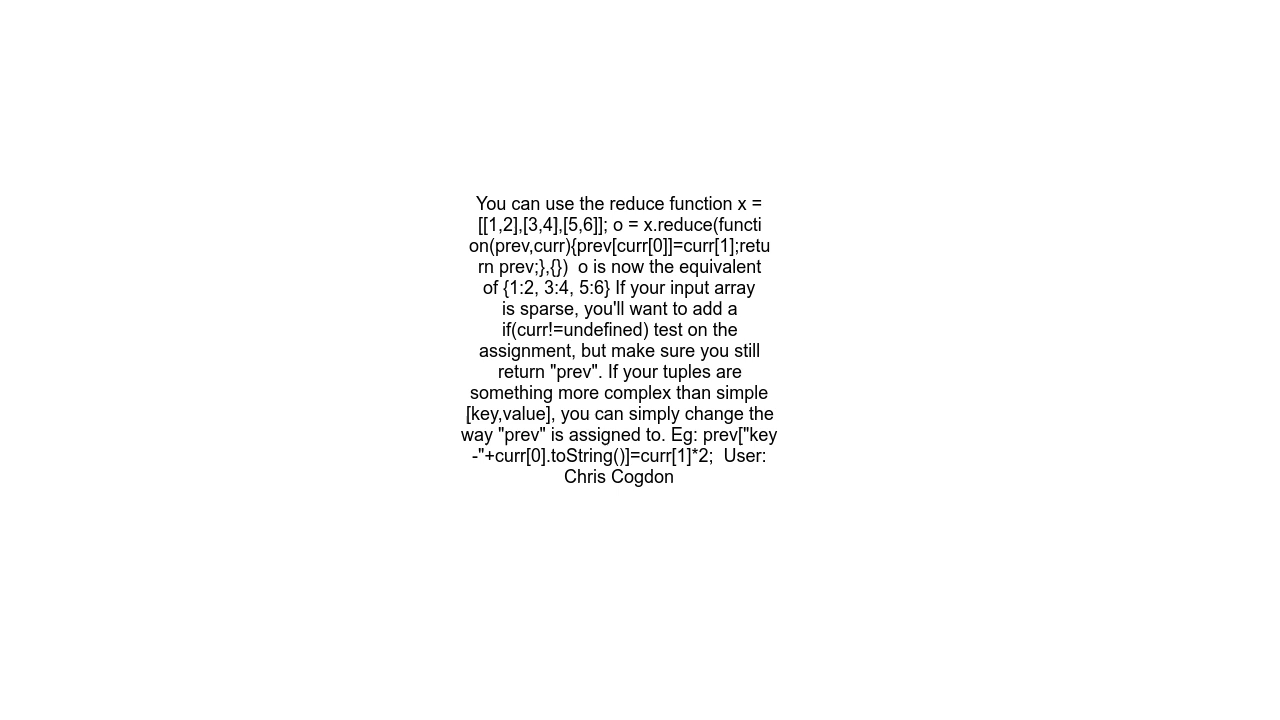 You can use the reduce function x =
[[1,2],[3,4],[5,6]]; o = x.reduce(functi
on(prev,curr){prev[curr[0]]=curr[1];retu
rn prev;},{})  o is now the equivalent
of {1:2, 3:4, 5:6} If your input array
is sparse, you'll want to add a
if(curr!=undefined) test on the
assignment, but make sure you still
return "prev". If your tuples are
something more complex than simple
[key,value], you can simply change the
way "prev" is assigned to. Eg: prev["key
-"+curr[0].toString()]=curr[1]*2;  User:
Chris Cogdon